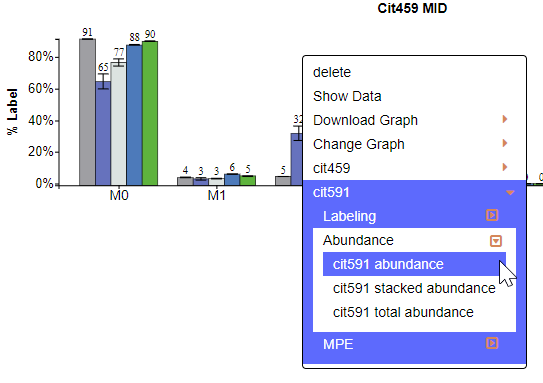 Cit459 MID
% Label
80%
60%
40%
20%
0%
91
65
77
88
90
4
3
3
6
5
5
32
0
M0
M1
delete
Show Data
Download Graph
Change Graph
cit459
cit591
Labeling
Abundance
cit591 abundance
cit591 stacked abundance
cit591 total abundance
MPE